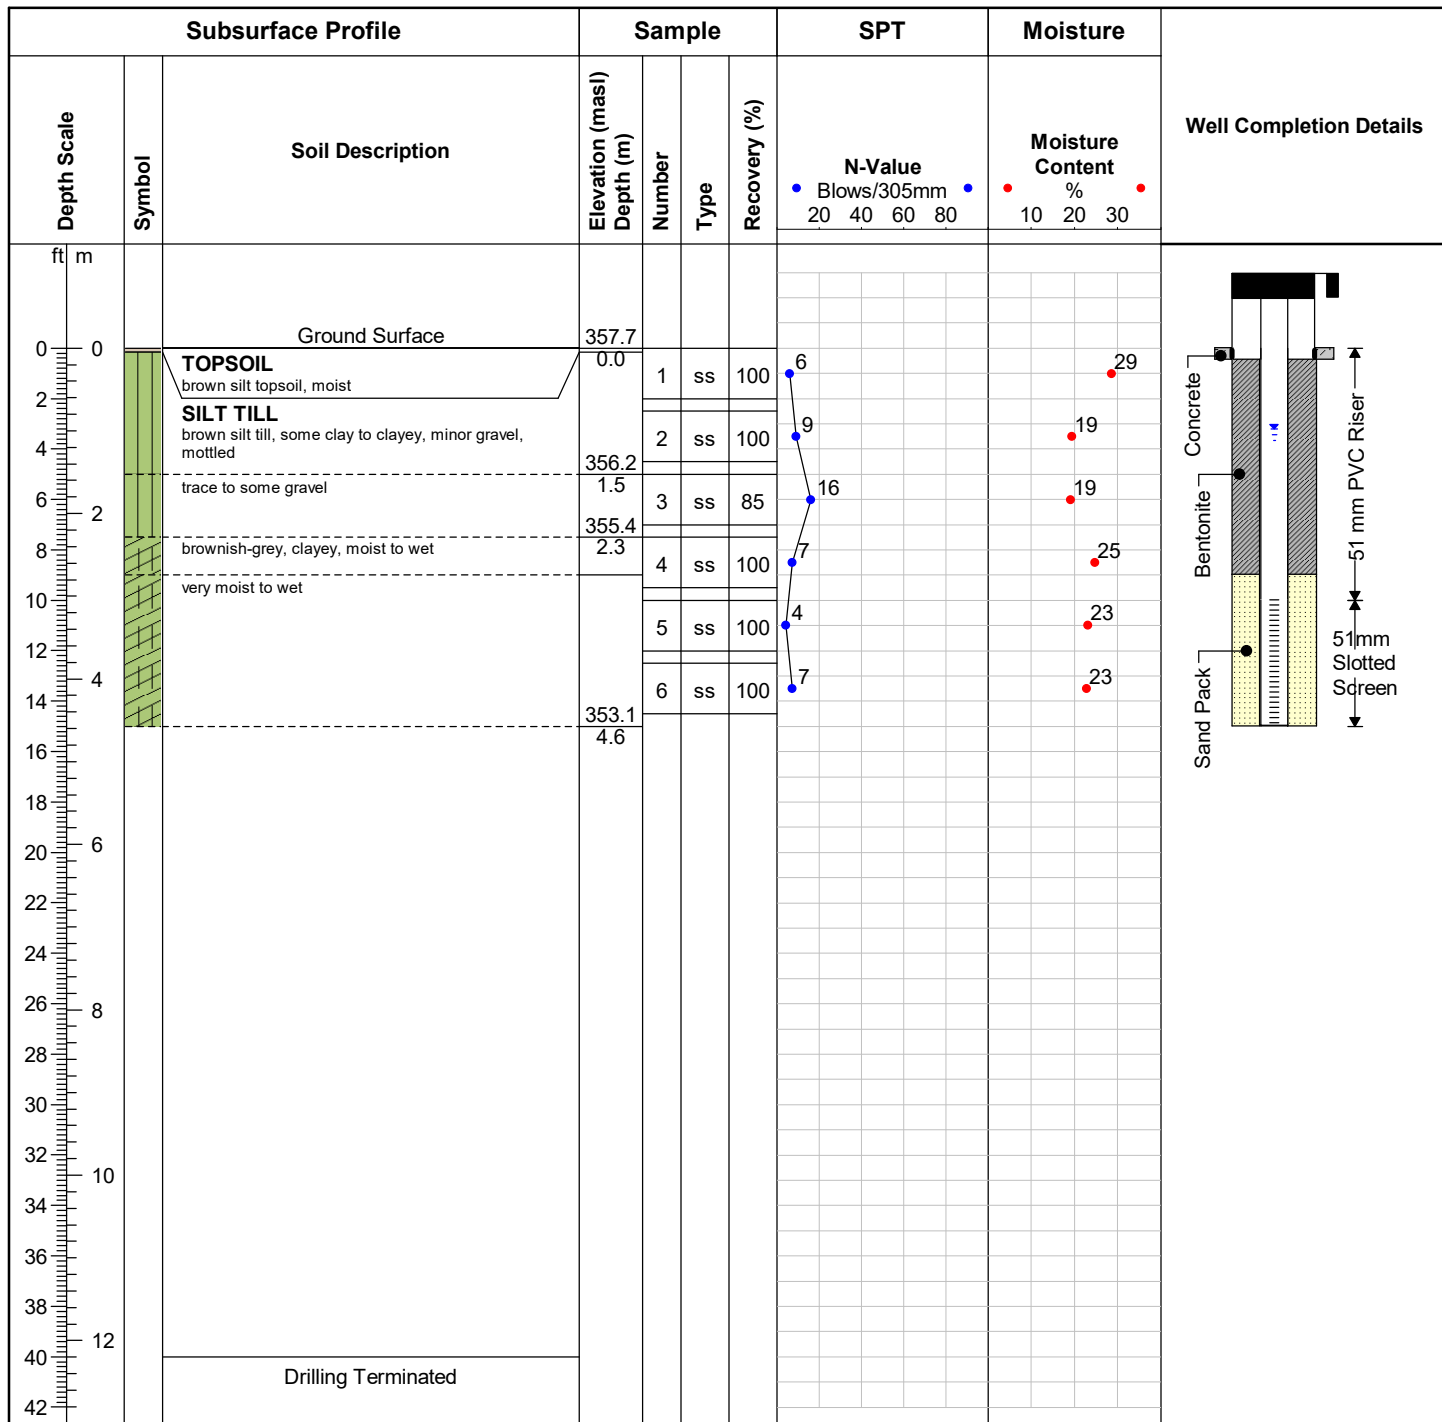 Subsurface Profile
Sample
SPT
Moisture
Depth Scale
Symbol
Soil Description
Elevation (masl)
Depth (m)
Number
Type
Recovery (%)
N-Value
Blows/305mm
20 40 60 80
Moisture
Content
%
10 20 30
Well Completion Details
ft m
Ground Surface
357.7
0 0
0.0
TOPSOIL
brown silt topsoil, moist
1 ss 100
6
29
2
SILT TILL
brown silt till, some clay to clayey, minor gravel,
mottled
2 ss 100
9
19
4
356.2
1.5
trace to some gravel
3 ss 85
16
19
6
2
355.4
2.3
brownish-grey, clayey, moist to wet
4 ss 100
7
25
8
very moist to wet
10
5 ss 100
4
23
12
4
6 ss 100
7
23
14
353.1
4.6
16
18
20
6
22
24
26
8
28
30
32
10
34
36
38
12
40
Drilling Terminated
42
Concrete
Bentonite
Sand Pack
51 mm PVC Riser
51mm
Slotted
Screen